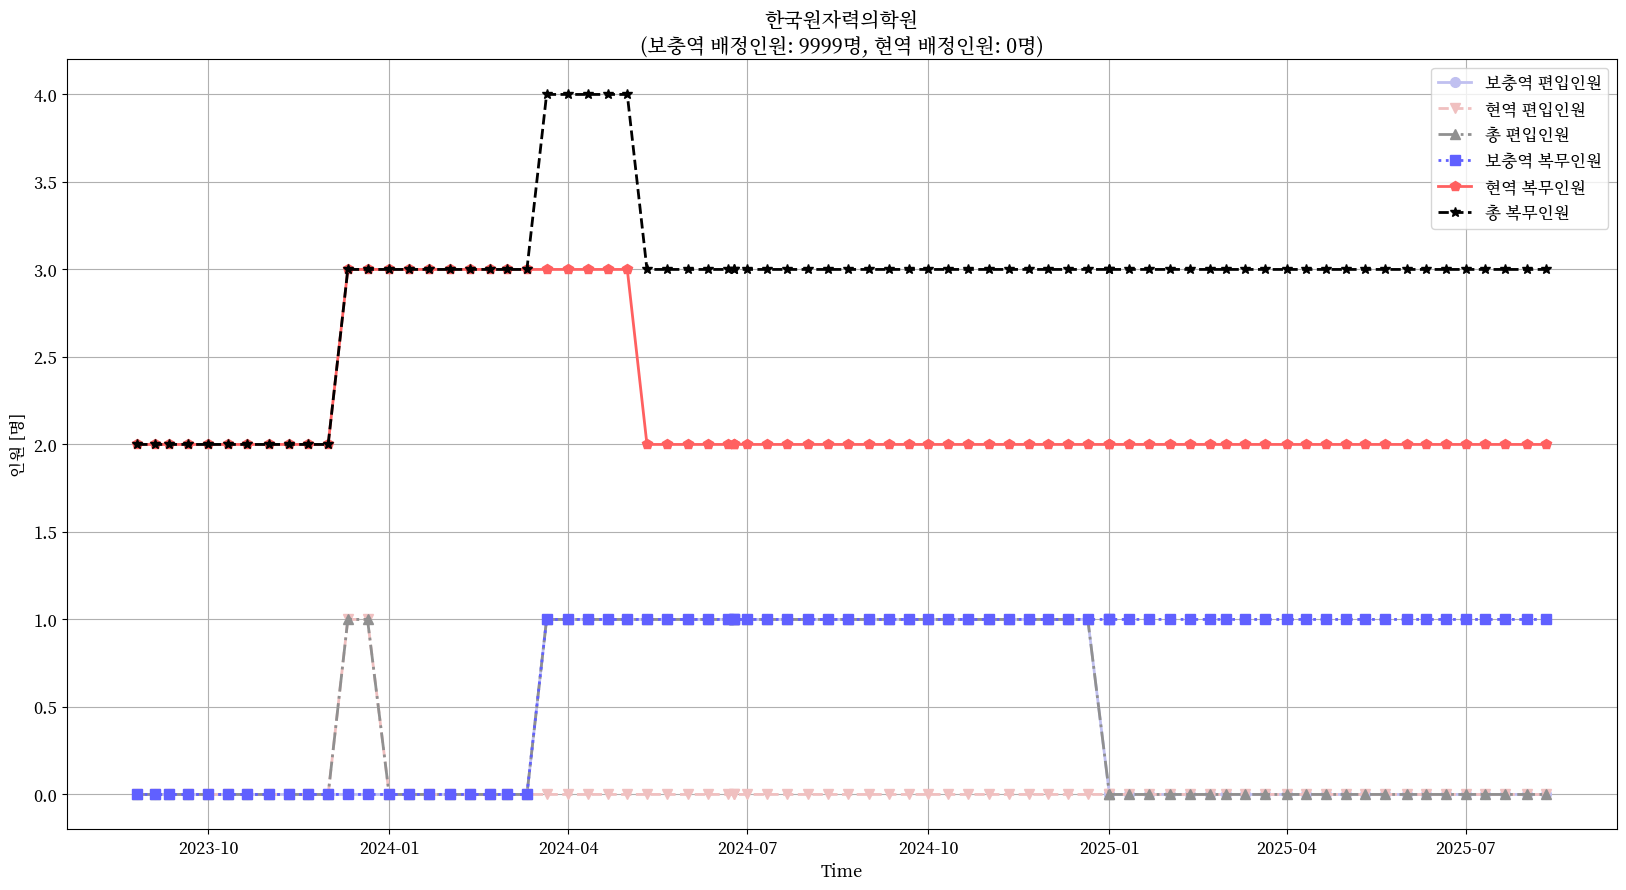 한국원자력의학원
(보충역 배정인원: 9999명, 현역 배정인원: 0명)
보충역 편입인원
현역 편입인원
총 편입인원
보충역 복무인원
현역 복무인원
총 복무인원
인원 [명]
4.0
3.5
3.0
2.5
2.0
1.5
1.0
0.5
0.0
2023-10
2024-01
2024-04
2024-07
2024-10
2025-01
2025-04
2025-07
Time